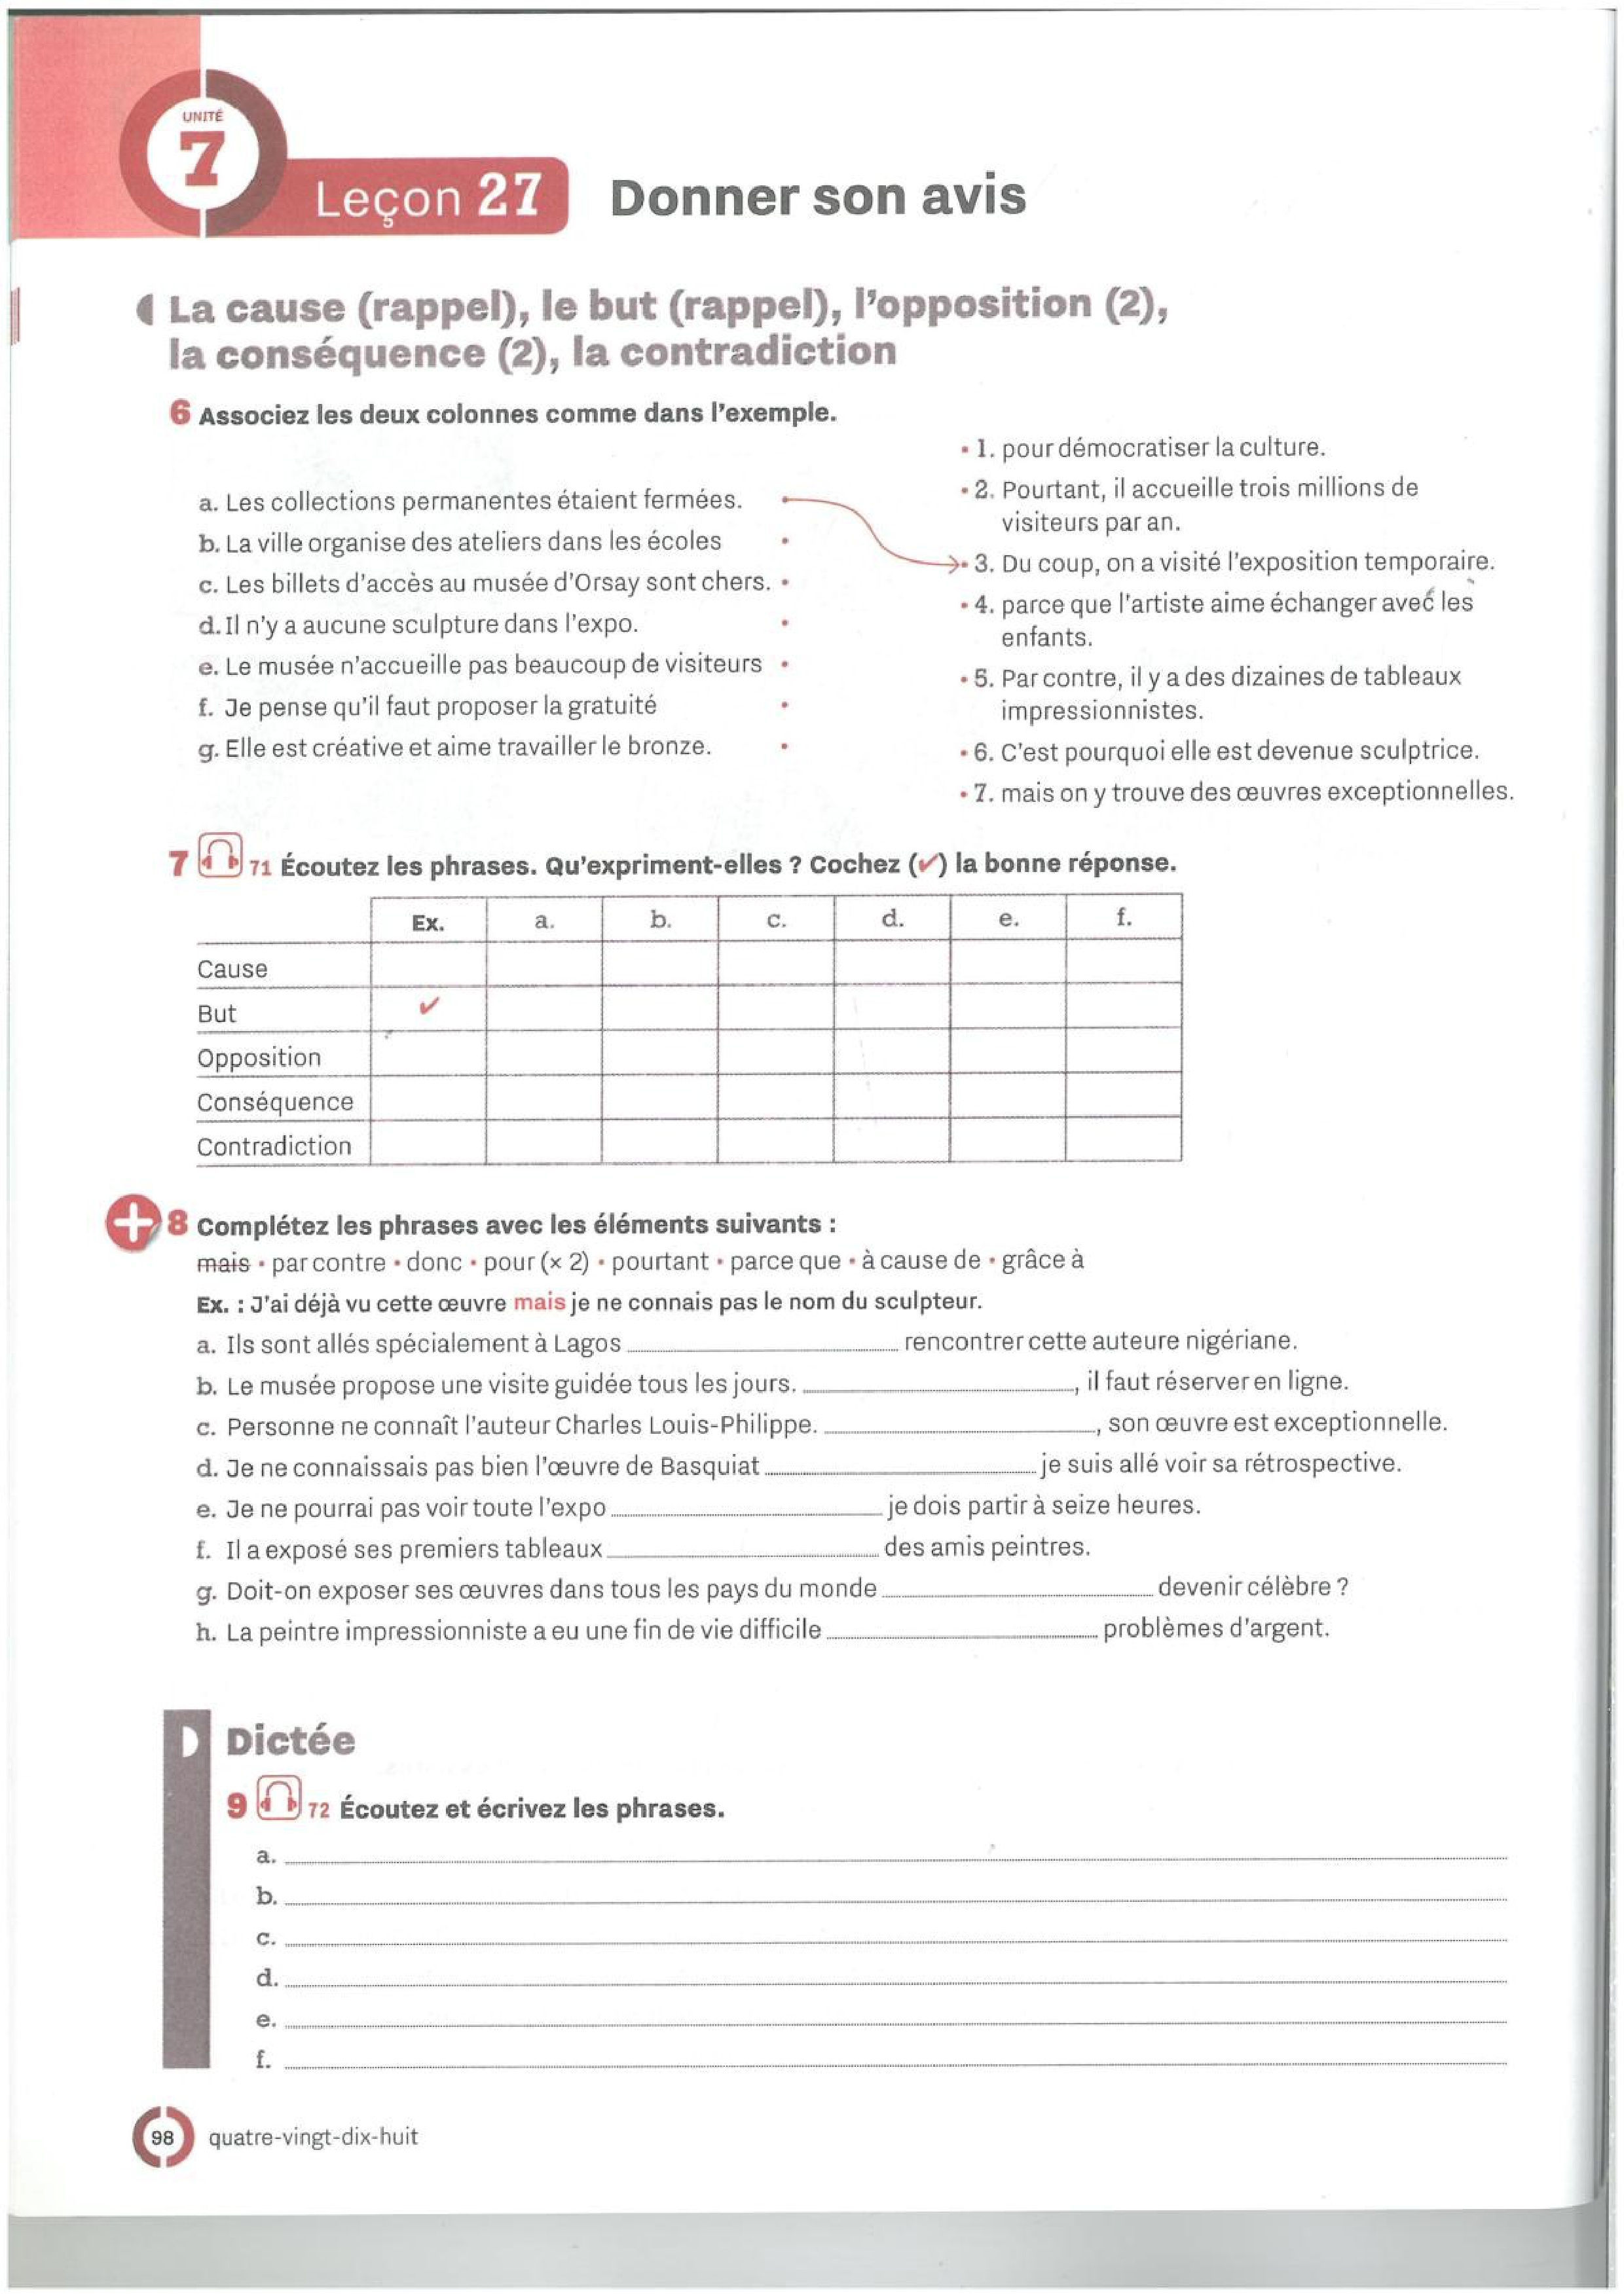 UNITÉ
7
Leçon 27
Donner son avis
La cause (rappel), le but (rappel), l'opposition (2),
la conséquence (2), la contradiction
6 Associez les deux colonnes comme dans l'exemple.
a. Les collections permanentes étaient fermées.
b. La ville organise des ateliers dans les écoles
c. Les billets d'accès au musée d'Orsay sont chers.
d. Il n'y a aucune sculpture dans l'expo.
e. Le musée n'accueille pas beaucoup de visiteurs
f. Je pense qu'il faut proposer la gratuité
g. Elle est créative et aime travailler le bronze.
• 1. pour démocratiser la culture.
• 2. Pourtant, il accueille trois millions de
visiteurs par an.
• 3. Du coup, on a visité l'exposition temporaire.
• 4. parce que l'artiste aime échanger avec les
enfants.
• 5. Par contre, il y a des dizaines de tableaux
impressionnistes.
• 6. C'est pourquoi elle est devenue sculptrice.
• 7. mais on y trouve des œuvres exceptionnelles.
7 71 Écoutez les phrases. Qu'expriment-elles ? Cochez (✔) la bonne réponse.
Ex. a. b. c. d. e. f.
Cause
But ✔
Opposition
Conséquence
Contradiction
+ 8 Complétez les phrases avec les éléments suivants :
mais • par contre • donc • pour (× 2) • pourtant • parce que • à cause de • grâce à
Ex. : J'ai déjà vu cette œuvre mais je ne connais pas le nom du sculpteur.
a. Ils sont allés spécialement à Lagos rencontrer cette auteure nigériane.
b. Le musée propose une visite guidée tous les jours. , il faut réserver en ligne.
c. Personne ne connaît l'auteur Charles Louis-Philippe. , son œuvre est exceptionnelle.
d. Je ne connaissais pas bien l'œuvre de Basquiat je suis allé voir sa rétrospective.
e. Je ne pourrai pas voir toute l'expo je dois partir à seize heures.
f. Il a exposé ses premiers tableaux des amis peintres.
g. Doit-on exposer ses œuvres dans tous les pays du monde devenir célèbre ?
h. La peintre impressionniste a eu une fin de vie difficile problèmes d'argent.
Dictée
9 72 Écoutez et écrivez les phrases.
a.
b.
c.
d.
e.
f.
98 quatre-vingt-dix-huit